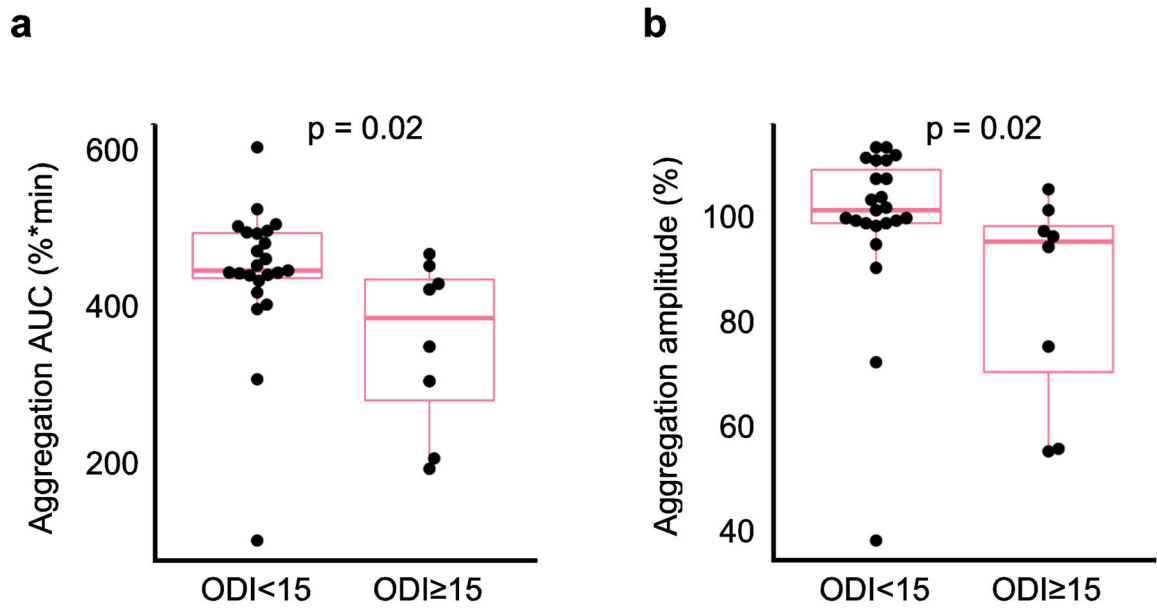 a
p = 0.02
Aggregation AUC (%*min)
600
400
200
ODI<15
ODI≥15
b
p = 0.02
Aggregation amplitude (%)
100
80
60
40
ODI<15
ODI≥15